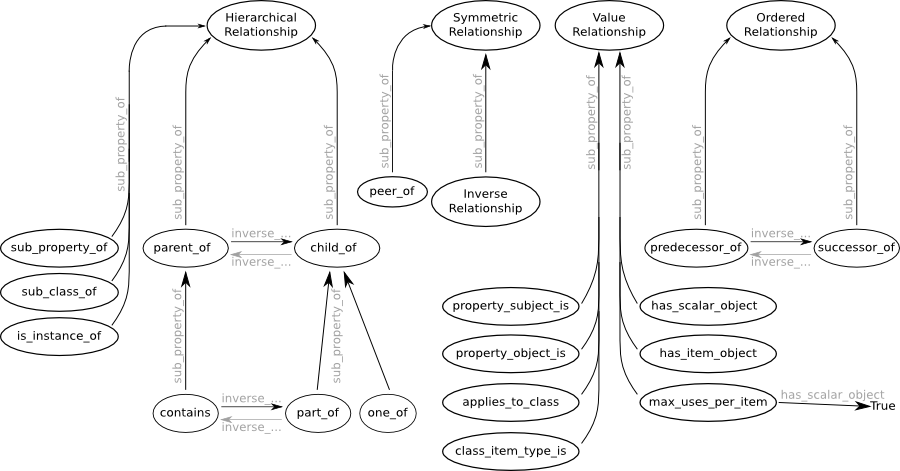 Hierarchical
Relationship
Symmetric
Relationship
Value
Relationship
Ordered
Relationship
sub_property_of
sub_property_of
sub_property_of
sub_property_of
sub_property_of
sub_property_of
sub_property_of
sub_property_of
sub_property_of
peer_of
Inverse
Relationship
sub_property_of
parent_of
inverse_...
inverse_...
child_of
predecessor_of
inverse_...
inverse_...
successor_of
sub_class_of
is_instance_of
sub_property_of
sub_property_of
property_subject_is
has_scalar_object
property_object_is
has_item_object
applies_to_class
max_uses_per_item
has_scalar_object
True
contains
inverse_...
inverse_...
part_of
one_of
class_item_type_is